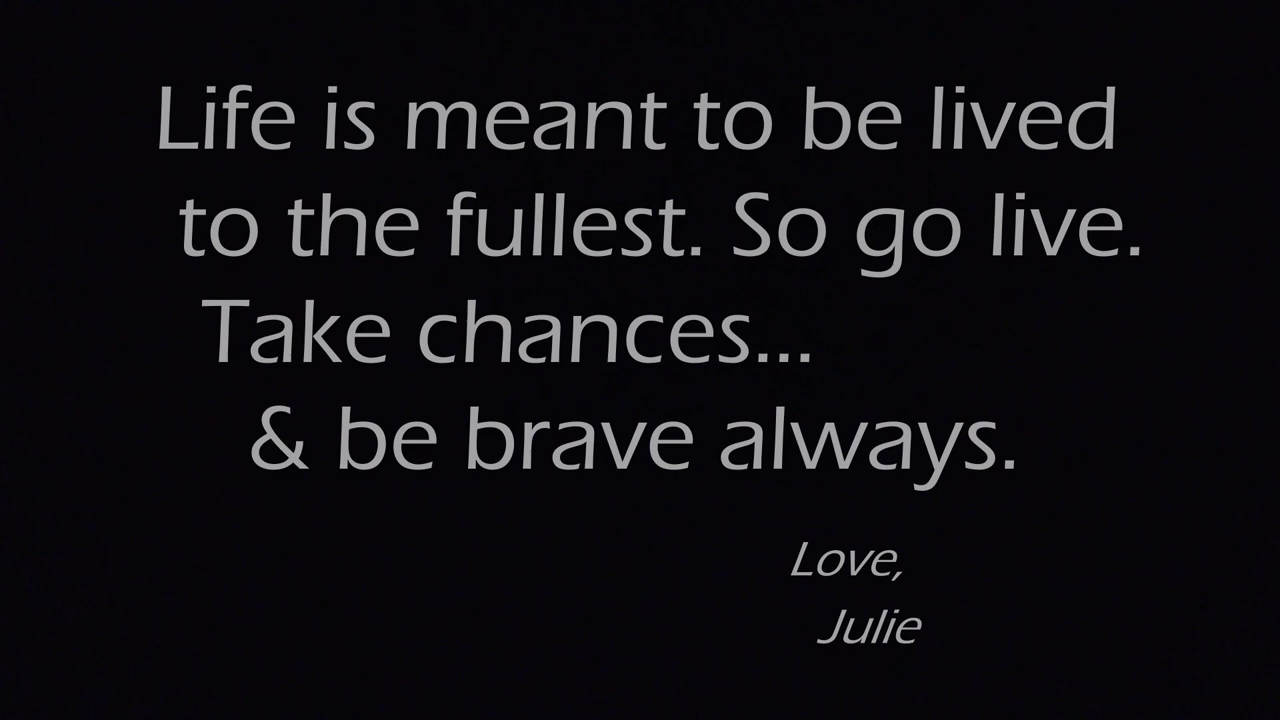 Life is meant to be lived
to the fullest. So go live.
Take chances...
& be brave always.
Love,
Julie